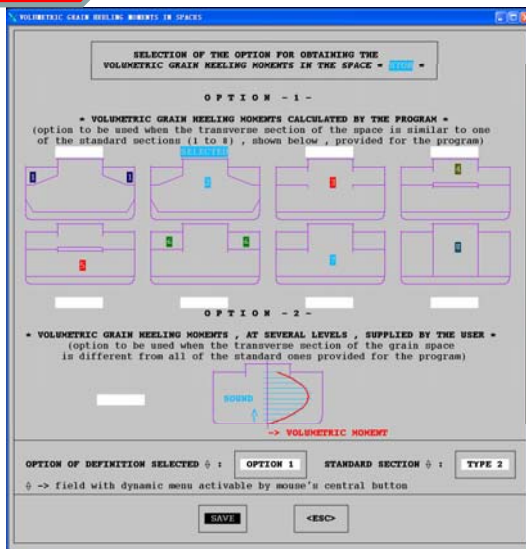 VOLUMETRIC GRAIN HEELING MOMENTS IN SPACES
SELECTION OF THE OPTION FOR OBTAINING THE
VOLUMETRIC GRAIN HEELING MOMENTS IN THE SPACE =
=
O P T I O N - 1 -
* VOLUMETRIC GRAIN HEELING MOMENTS CALCULATED BY THE PROGRAM *
(option to be used when the transverse section of the space is similar to one
of the standard sections (1 to 8) , shown below , provided for the program)
SELECTED
1 1 2 3 4
5 6 6 7 8
O P T I O N - 2 -
* VOLUMETRIC GRAIN HEELING MOMENTS , AT SEVERAL LEVELS , SUPPLIED BY THE USER *
(option to be used when the transverse section of the grain space
is different from all of the standard ones provided for the program)
SOUND
-> VOLUMETRIC MOMENT
OPTION OF DEFINITION SELECTED ⇳ : OPTION 1 STANDARD SECTION ⇳ : TYPE 2
⇳ -> field with dynamic menu activable by mouse's central button
SAVE <ESC>